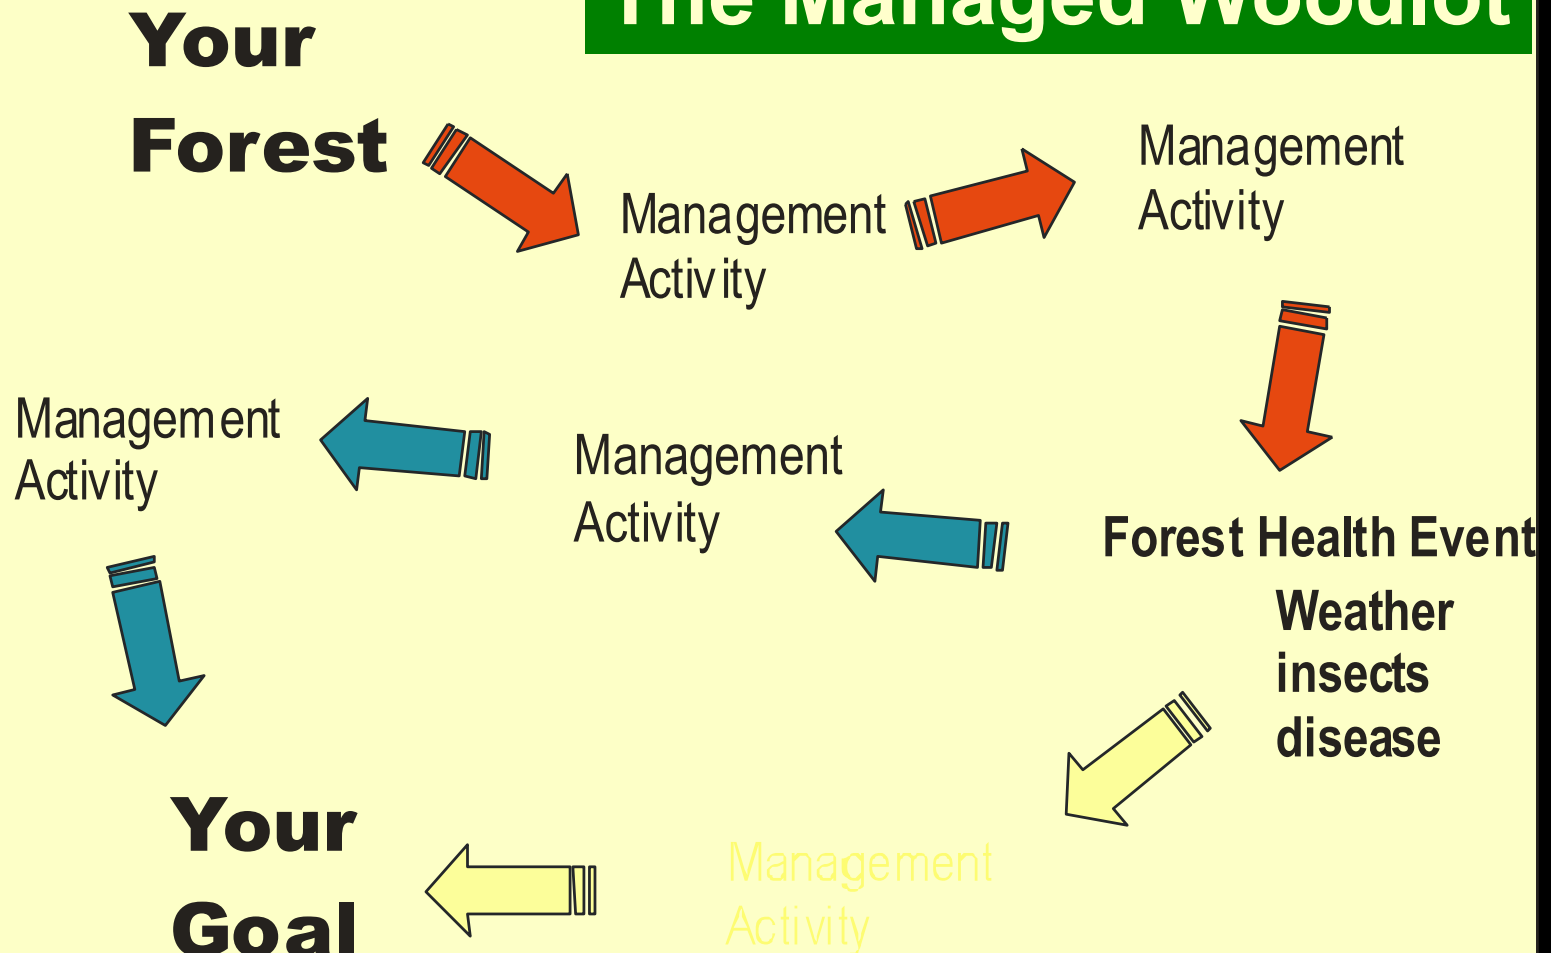 The Managed Woodlot
Your
Forest
Management
Activity
Management
Activity
Management
Activity
Management
Activity
Forest Health Event
Weather
insects
disease
Management
Activity
Your
Goal